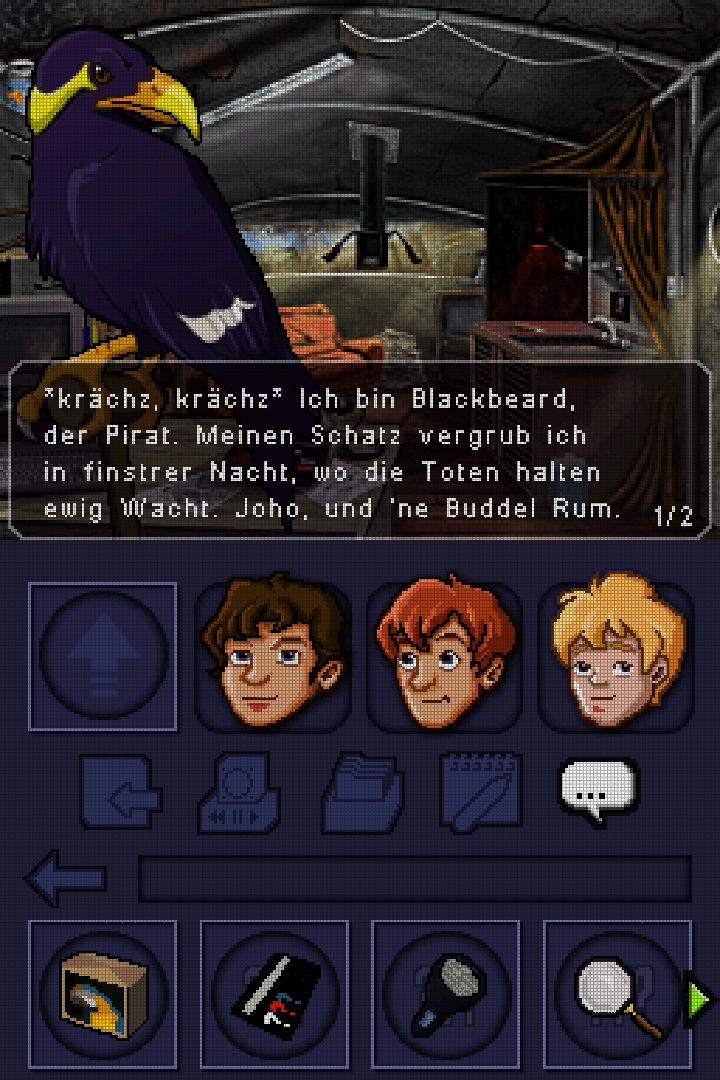 *krächz, krächz* Ich bin Blackbeard,
der Pirat. Meinen Schatz vergrub ich
in finstrer Nacht, wo die Toten halten
ewig Wacht. Joho, und 'ne Buddel Rum.
1/2